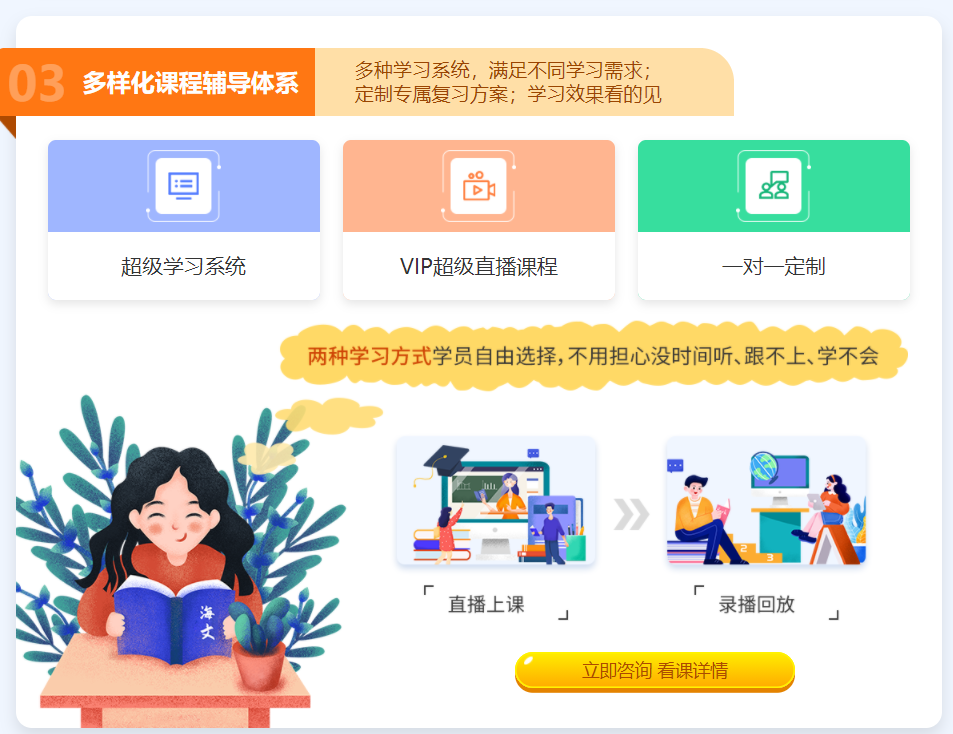 03 多样化课程辅导体系
多种学习系统，满足不同学习需求；
定制专属复习方案；学习效果看的见
超级学习系统
VIP超级直播课程
一对一定制
两种学习方式学员自由选择，不用担心没时间听、跟不上、学不会
海文
2
3
直播上课
录播回放
立即咨询 看课详情